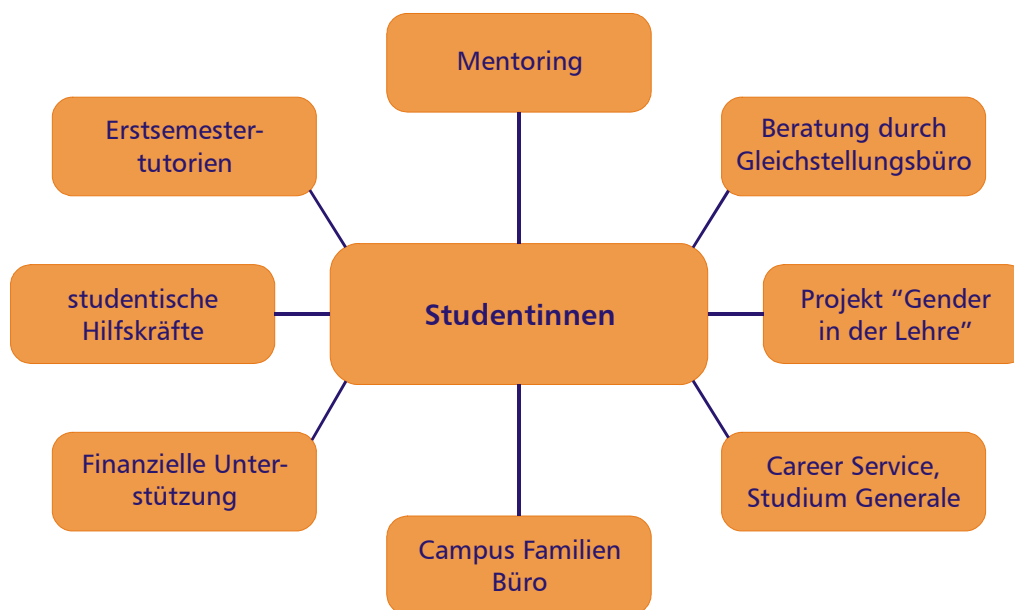 Mentoring
Erstsemester-
tutorien
Beratung durch
Gleichstellungsbüro
studentische
Hilfskräfte
Studentinnen
Projekt “Gender
in der Lehre”
Finanzielle Unter-
stützung
Career Service,
Studium Generale
Campus Familien
Büro